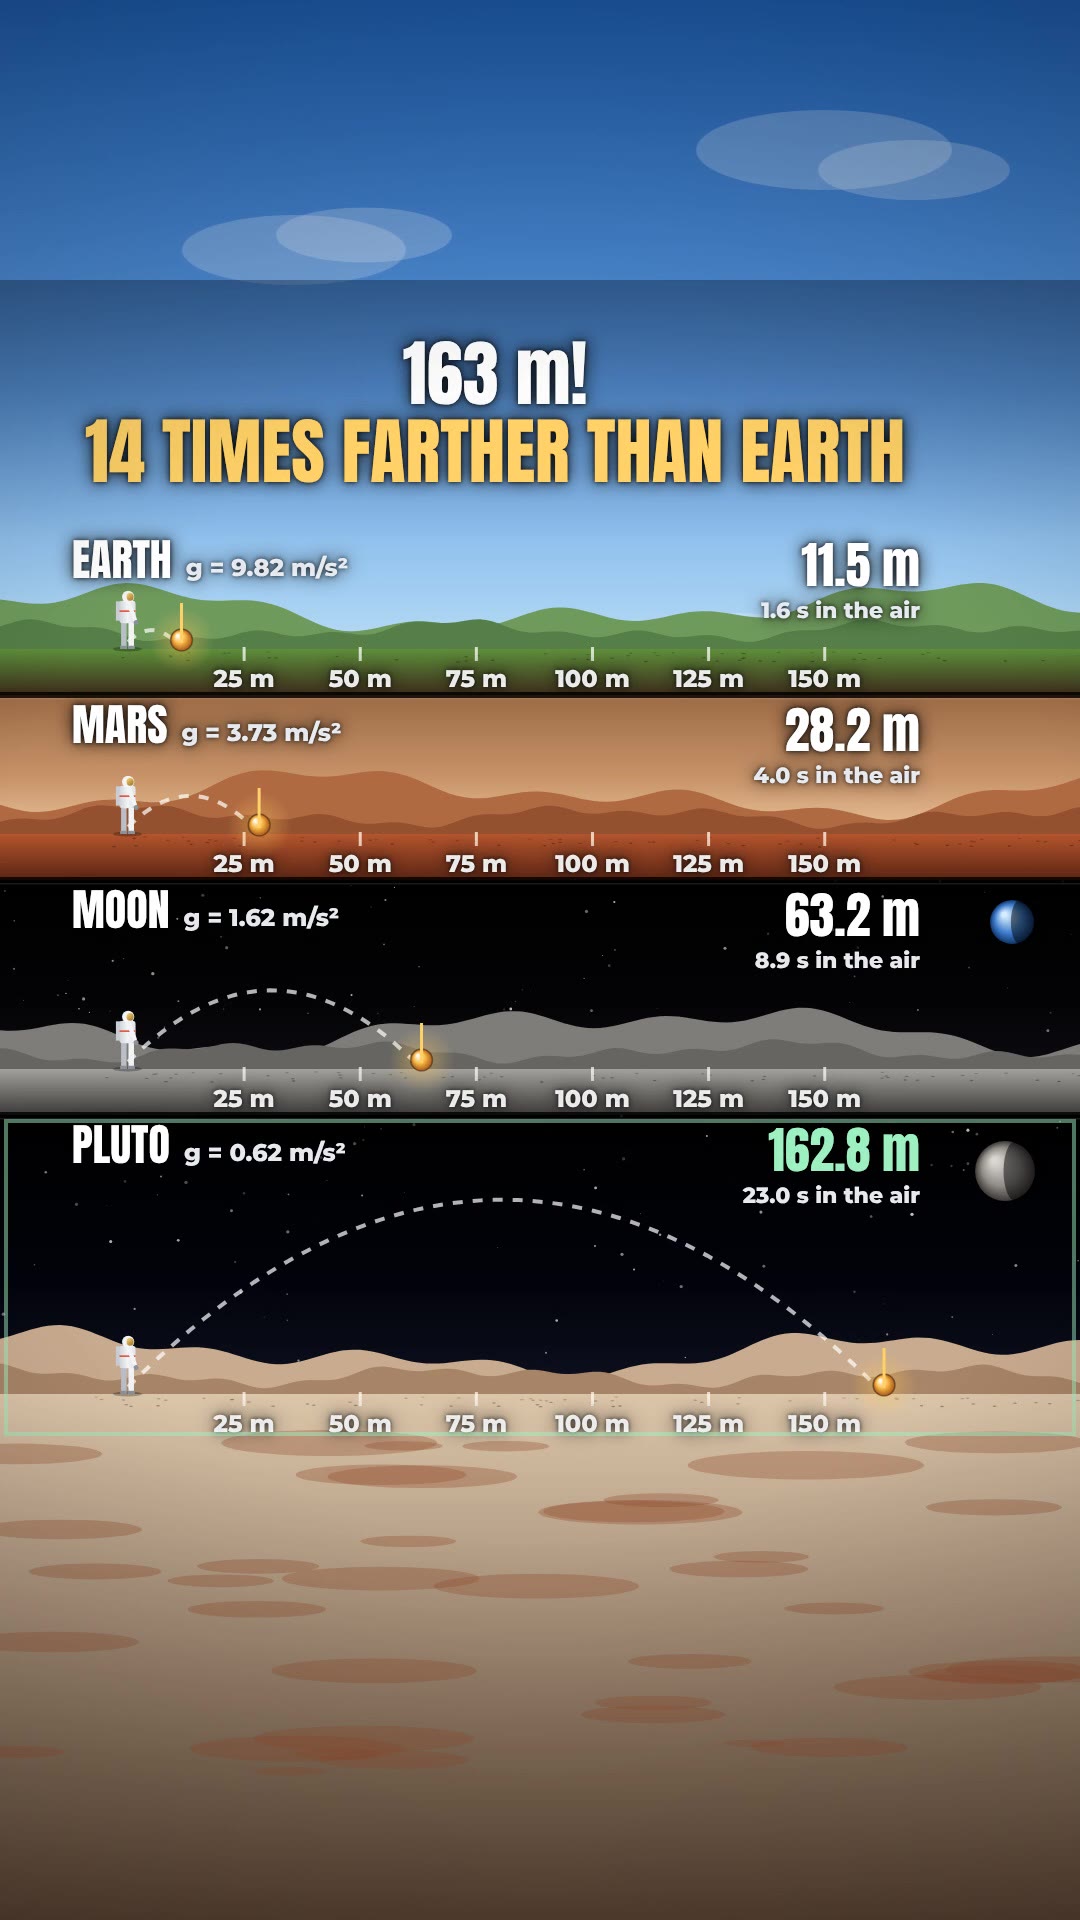 163 m!
14 TIMES FARTHER THAN EARTH
EARTH g = 9.82 m/s²
11.5 m
1.6 s in the air
25 m 50 m 75 m 100 m 125 m 150 m
MARS g = 3.73 m/s²
28.2 m
4.0 s in the air
25 m 50 m 75 m 100 m 125 m 150 m
MOON g = 1.62 m/s²
63.2 m
8.9 s in the air
25 m 50 m 75 m 100 m 125 m 150 m
PLUTO g = 0.62 m/s²
162.8 m
23.0 s in the air
25 m 50 m 75 m 100 m 125 m 150 m